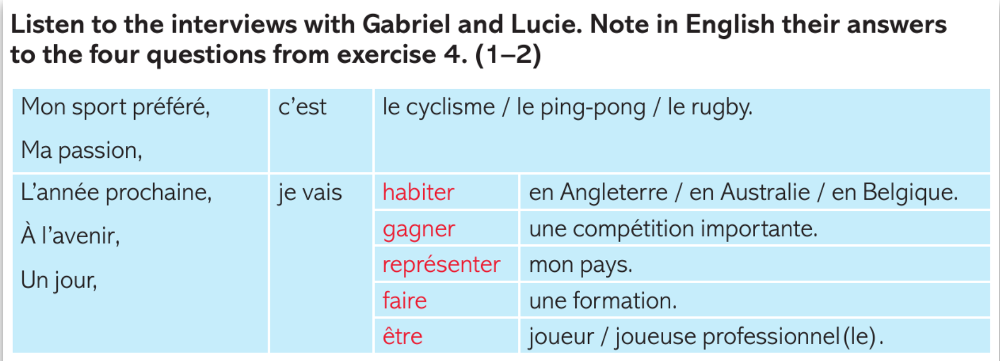 Listen to the interviews with Gabriel and Lucie. Note in English their answers
to the four questions from exercise 4. (1–2)
Mon sport préféré, c'est le cyclisme / le ping-pong / le rugby.
Ma passion,
L'année prochaine, je vais habiter en Angleterre / en Australie / en Belgique.
gagner une compétition importante.
À l'avenir,
représenter mon pays.
Un jour,
faire une formation.
être joueur / joueuse professionnel(le).